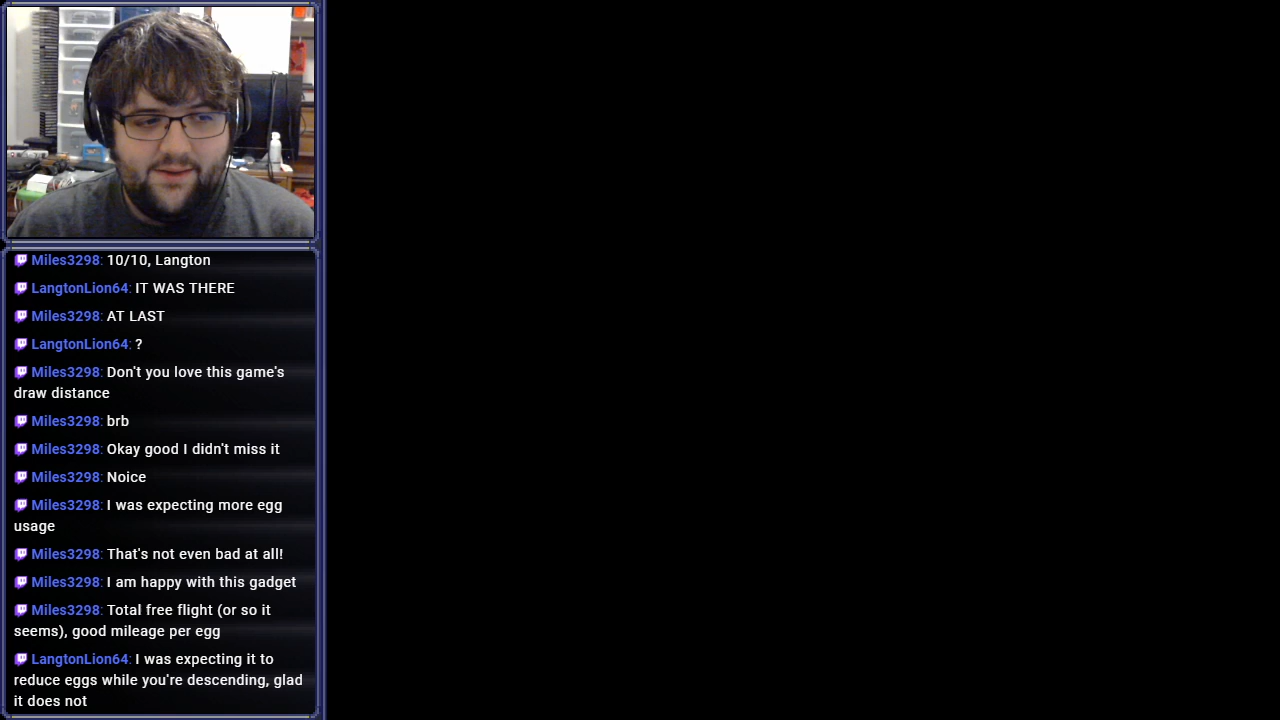 Miles3298: 10/10, Langton
LangtonLion64: IT WAS THERE
Miles3298: AT LAST
LangtonLion64: ?
Miles3298: Don't you love this game's
draw distance
Miles3298: brb
Miles3298: Okay good I didn't miss it
Miles3298: Noice
Miles3298: I was expecting more egg
usage
Miles3298: That's not even bad at all!
Miles3298: I am happy with this gadget
Miles3298: Total free flight (or so it
seems), good mileage per egg
LangtonLion64: I was expecting it to
reduce eggs while you're descending, glad
it does not